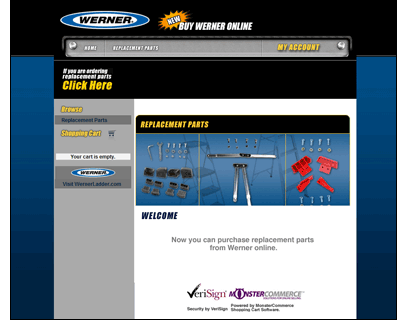 WERNER
NEW
BUY WERNER ONLINE
HOME
REPLACEMENT PARTS
MY ACCOUNT
If you are ordering
replacement parts
Click Here
Browse
Replacement Parts
Shopping Cart
Your cart is empty.
WERNER
Visit WernerLadder.com
REPLACEMENT PARTS
WELCOME
Now you can purchase replacement parts
from Werner online.
VeriSign
MONSTERCOMMERCE
Security by VeriSign
Powered by MonsterCommerce
Shopping Cart Software.